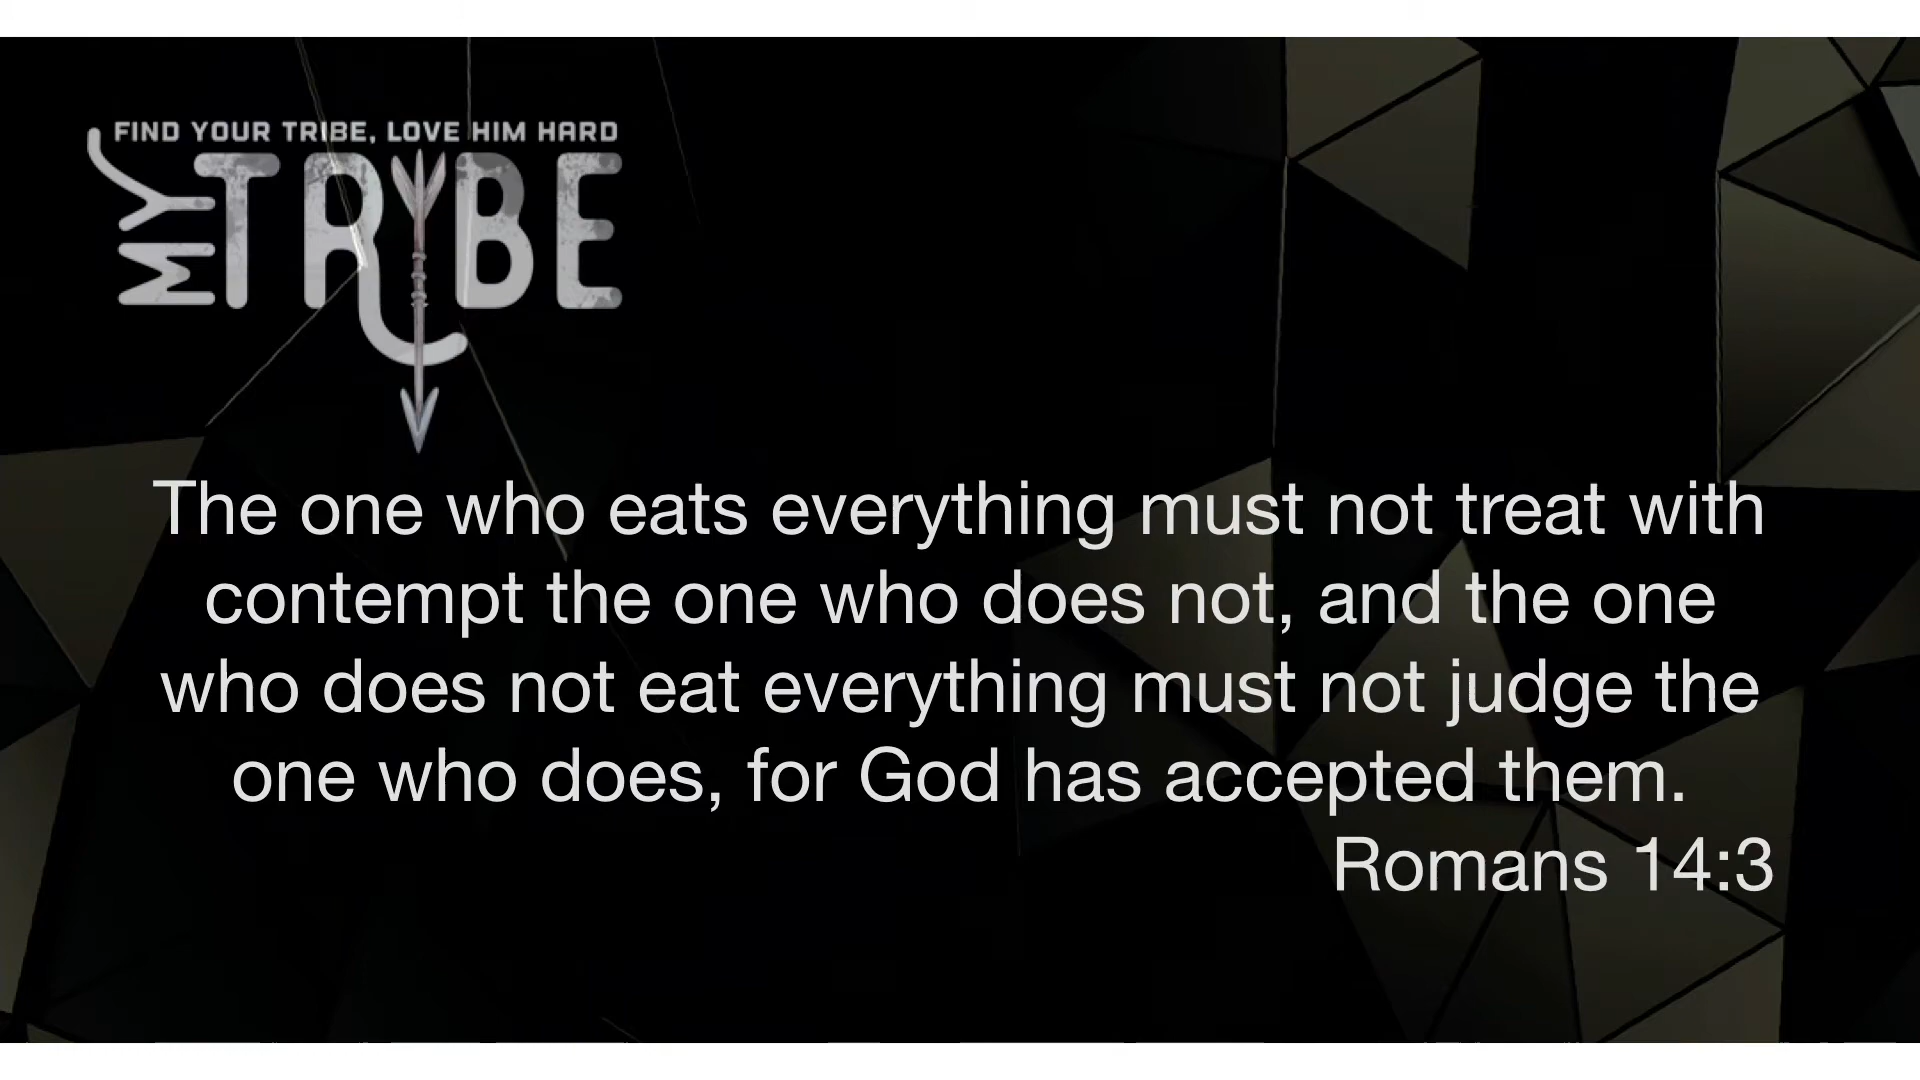 FIND YOUR TRIBE, LOVE HIM HARD
MY TRIBE
The one who eats everything must not treat with
contempt the one who does not, and the one
who does not eat everything must not judge the
one who does, for God has accepted them.
Romans 14:3